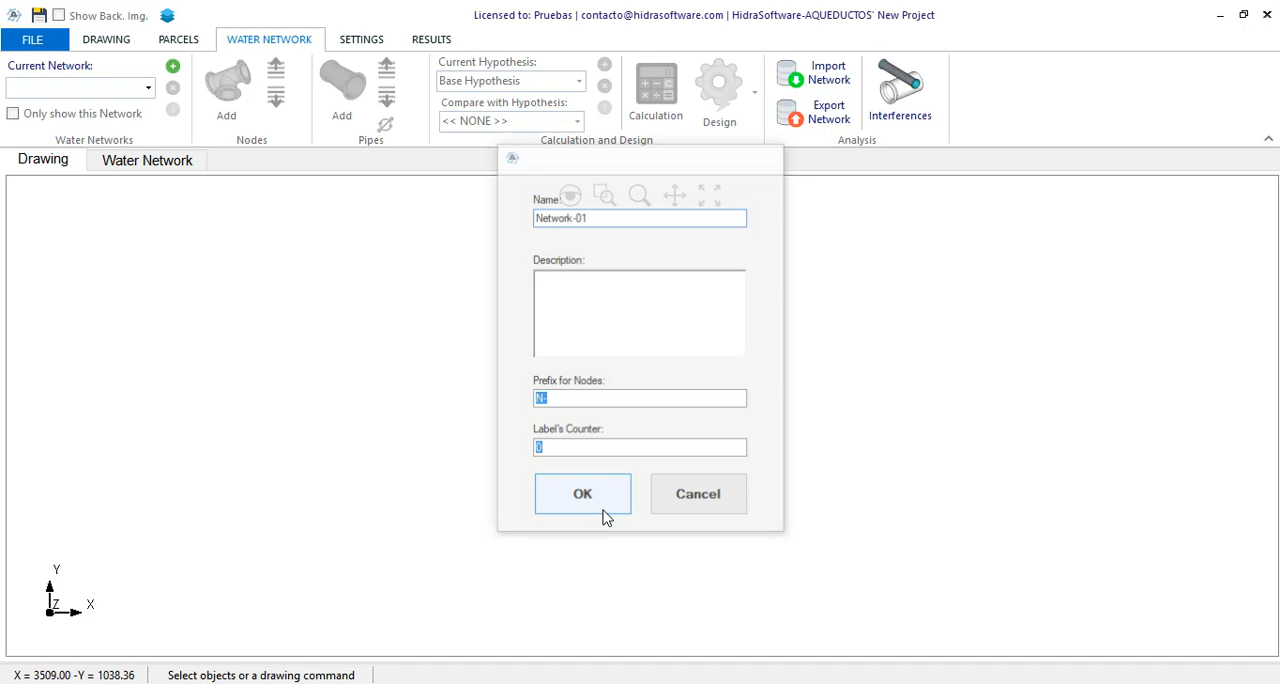 Show Back. Img.
Licensed to: Pruebas | contacto@hidrasoftware.com | HidraSoftware-AQUEDUCTOS' New Project
FILE
DRAWING
PARCELS
WATER NETWORK
SETTINGS
RESULTS
Current Network:
Only show this Network
Water Networks
Add
Nodes
Add
Pipes
Current Hypothesis:
Base Hypothesis
Compare with Hypothesis:
<< NONE >>
Calculation
Design
Calculation and Design
Import
Network
Export
Network
Interferences
Analysis
Drawing
Water Network
Name:
Network-01
Description:
Prefix for Nodes:
N-
Label's Counter:
0
OK
Cancel
Y
Z
X
X = 3509.00 -Y = 1038.36
Select objects or a drawing command